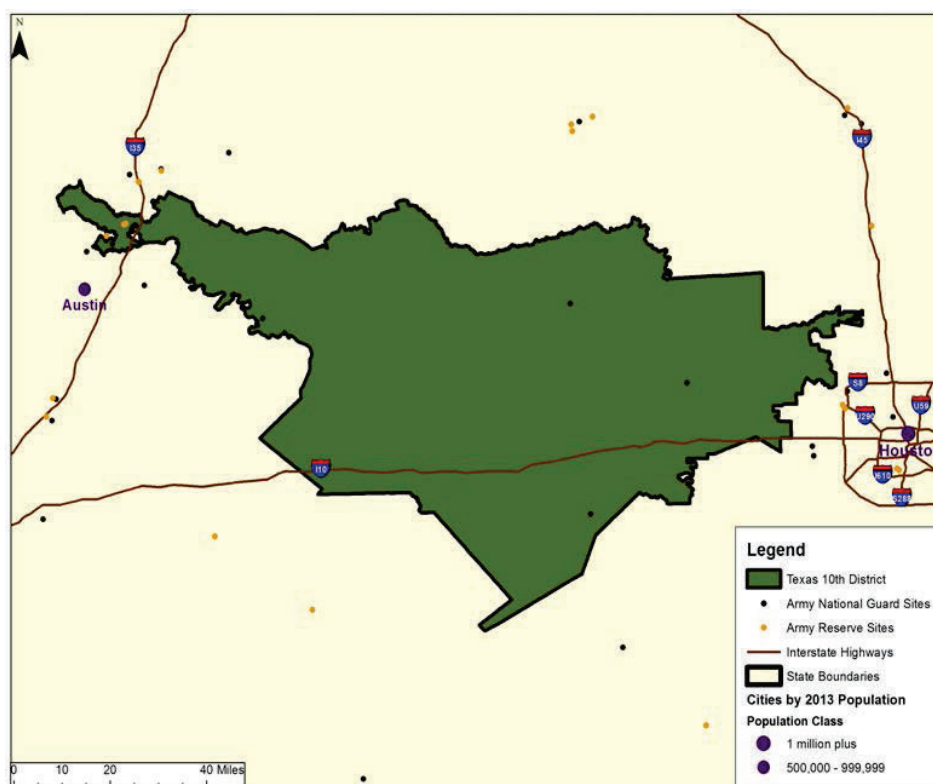 N
I35
I45
Austin
S8
U59
U290
Housto
I10
I610
S288
Legend
Texas 10th District
Army National Guard Sites
Army Reserve Sites
Interstate Highways
State Boundaries
Cities by 2013 Population
Population Class
1 million plus
500,000 - 999,999
0 10 20 40 Miles